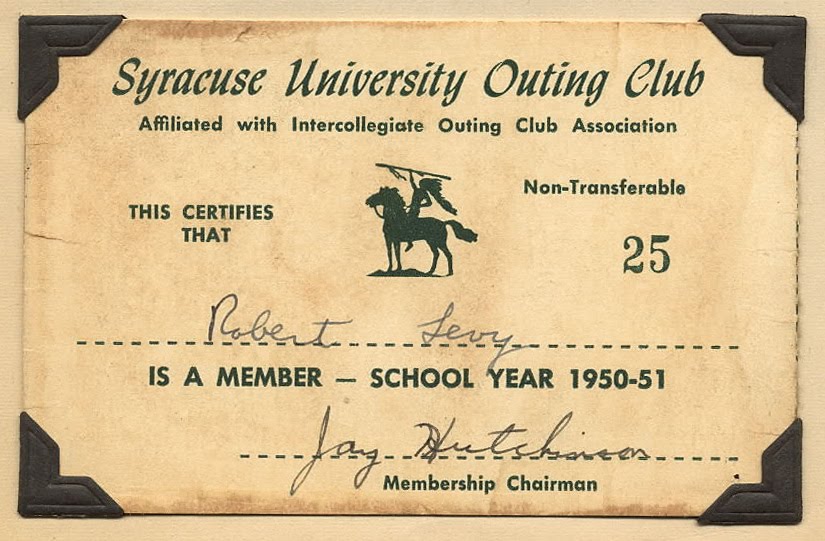 Syracuse University Outing Club
Affiliated with Intercollegiate Outing Club Association
Non-Transferable
THIS CERTIFIES
THAT
25
Robert Levy
IS A MEMBER — SCHOOL YEAR 1950-51
Jay Hutchinson
Membership Chairman